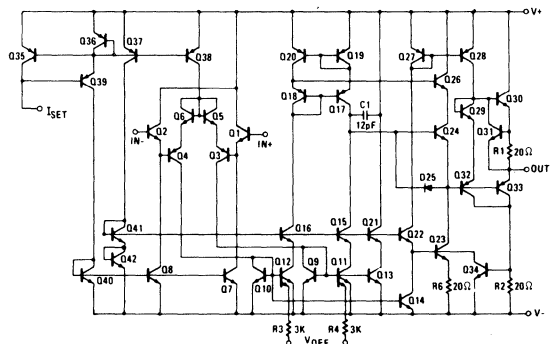 V+
Q36
Q37
Q35
Q38
Q20
Q19
Q27
Q28
Q39
Q26
Q18
Q17
Q29
Q30
ISET
Q6
Q5
C1
12pF
Q31
R1
20Ω
IN-
Q2
Q1
IN+
Q24
Q4
Q3
OUT
D25
Q32
Q33
Q41
Q16
Q15
Q21
Q22
Q23
Q42
Q12
Q9
Q11
Q34
Q40
Q8
Q7
Q10
Q13
R6
20Ω
R2
20Ω
Q14
V-
R3
3K
VOFF
R4
3K